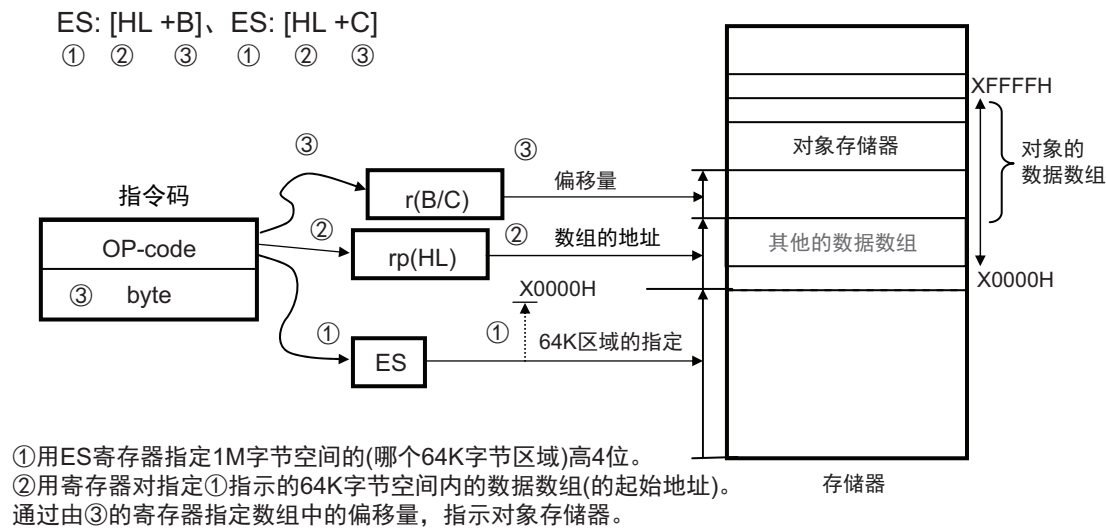 ES: [HL +B]、ES: [HL +C]
① ② ③ ① ② ③
XFFFFH
③
③
对象存储器
对象的
数据数组
指令码
r(B/C)
偏移量
OP-code
②
rp(HL)
②
数组的地址
其他的数据数组
③ byte
X0000H
X0000H
①
ES
①
64K区域的指定
①用ES寄存器指定1M字节空间的(哪个64K字节区域)高4位。
②用寄存器对指定①指示的64K字节空间内的数据数组(的起始地址)。
存储器
通过由③的寄存器指定数组中的偏移量，指示对象存储器。